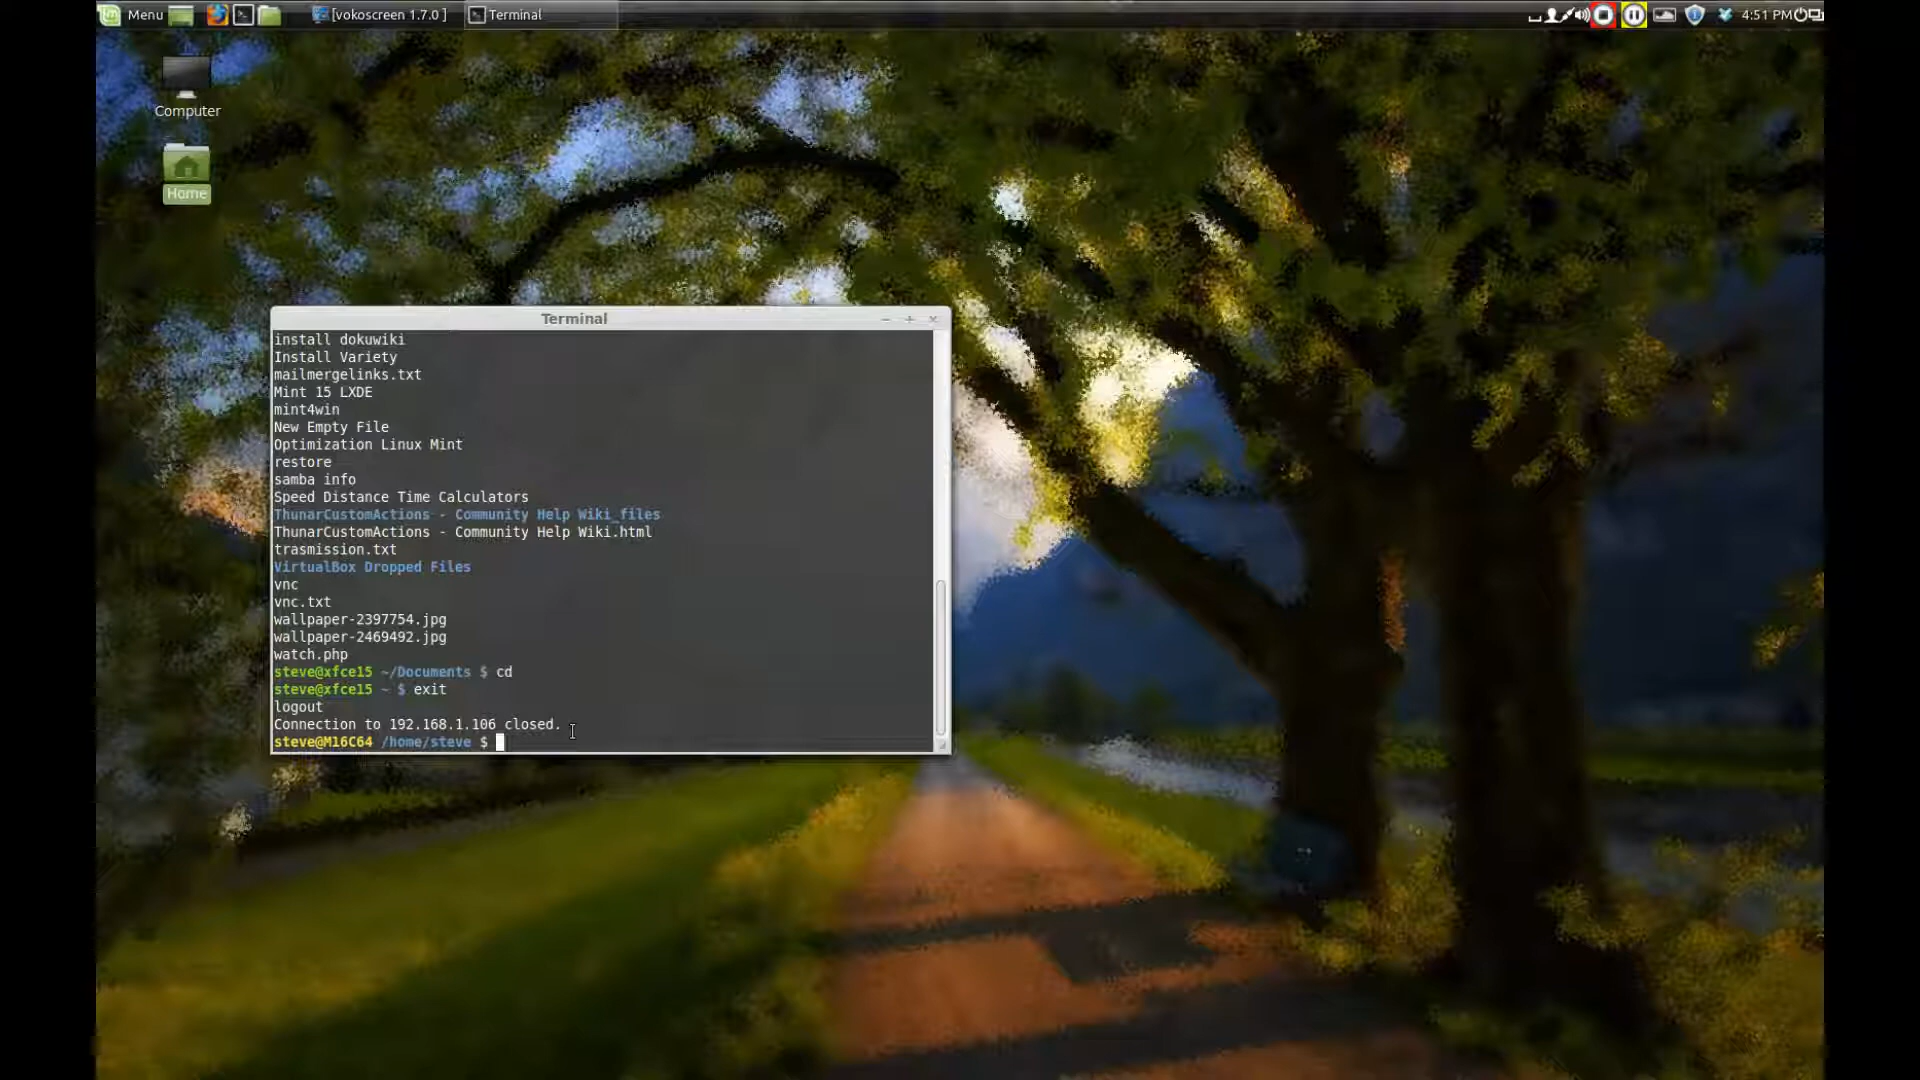 Menu
[vokoscreen 1.7.0 ]
Terminal
4:51 PM
Computer
Home
Terminal
install dokuwiki
Install Variety
mailmergelinks.txt
Mint 15 LXDE
mint4win
New Empty File
Optimization Linux Mint
restore
samba info
Speed Distance Time Calculators
ThunarCustomActions - Community Help Wiki_files
ThunarCustomActions - Community Help Wiki.html
trasmission.txt
VirtualBox Dropped Files
vnc
vnc.txt
wallpaper-2397754.jpg
wallpaper-2469492.jpg
watch.php
steve@xfce15 ~/Documents $ cd
steve@xfce15 ~ $ exit
logout
Connection to 192.168.1.106 closed.
steve@M16C64 /home/steve $